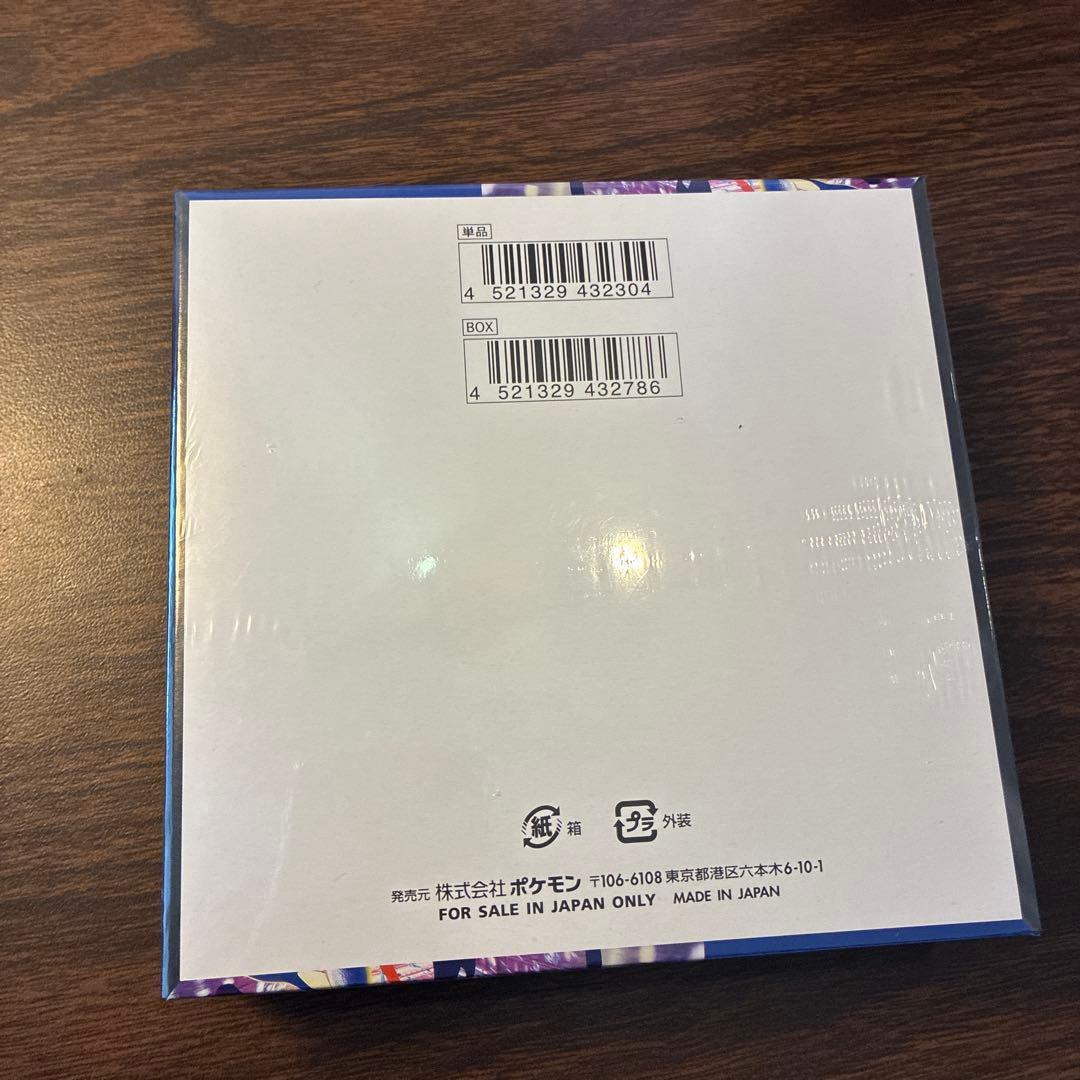 単品
4 521329 432304
BOX
4 521329 432786
紙 箱 プラ 外装
発売元 株式会社 ポケモン 〒106-6108 東京都港区六本木6-10-1
FOR SALE IN JAPAN ONLY MADE IN JAPAN